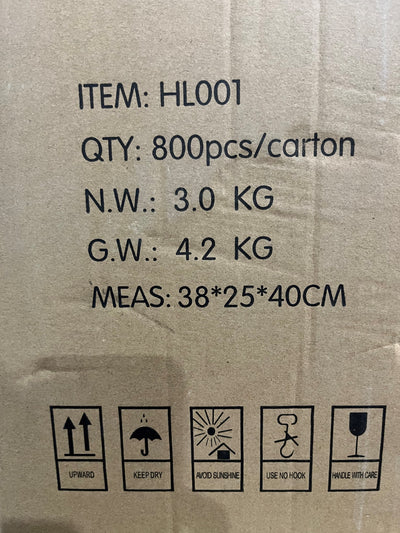 ITEM: HL001
QTY: 800pcs/carton
N.W.: 3.0 KG
G.W.: 4.2 KG
MEAS: 38*25*40CM
UPWARD KEEP DRY AVOID SUNSHINE USE NO HOOK HANDLE WITH CARE